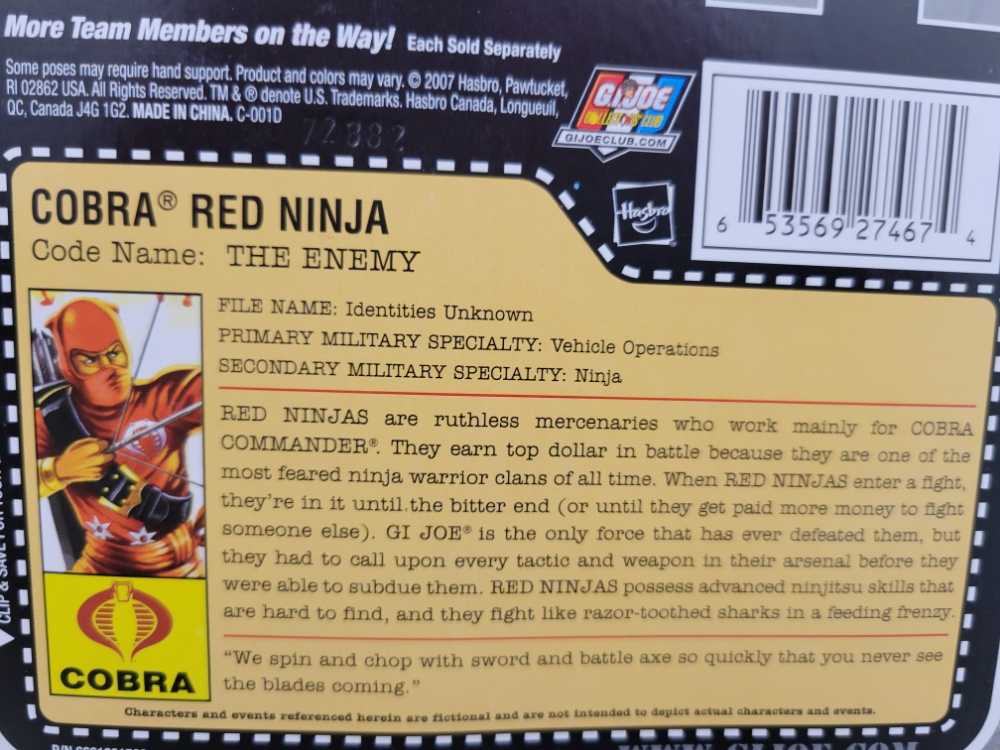 More Team Members on the Way! Each Sold Separately
Some poses may require hand support. Product and colors may vary. © 2007 Hasbro, Pawtucket,
RI 02862 USA. All Rights Reserved. TM & ® denote U.S. Trademarks. Hasbro Canada, Longueuil,
QC, Canada J4G 1G2. MADE IN CHINA. C-001D
72882
G.I. JOE
COLLECTORS' CLUB
GIJOECLUB.COM
Hasbro
6 53569 27467 4
COBRA® RED NINJA
Code Name: THE ENEMY
FILE NAME: Identities Unknown
PRIMARY MILITARY SPECIALTY: Vehicle Operations
SECONDARY MILITARY SPECIALTY: Ninja
RED NINJAS are ruthless mercenaries who work mainly for COBRA
COMMANDER®. They earn top dollar in battle because they are one of the
most feared ninja warrior clans of all time. When RED NINJAS enter a fight,
they're in it until the bitter end (or until they get paid more money to fight
someone else). GI JOE® is the only force that has ever defeated them, but
they had to call upon every tactic and weapon in their arsenal before they
were able to subdue them. RED NINJAS possess advanced ninjitsu skills that
are hard to find, and they fight like razor-toothed sharks in a feeding frenzy.
COBRA
"We spin and chop with sword and battle axe so quickly that you never see
the blades coming."
Characters and events referenced herein are fictional and are not intended to depict actual characters and events.
CLIP & SAVE